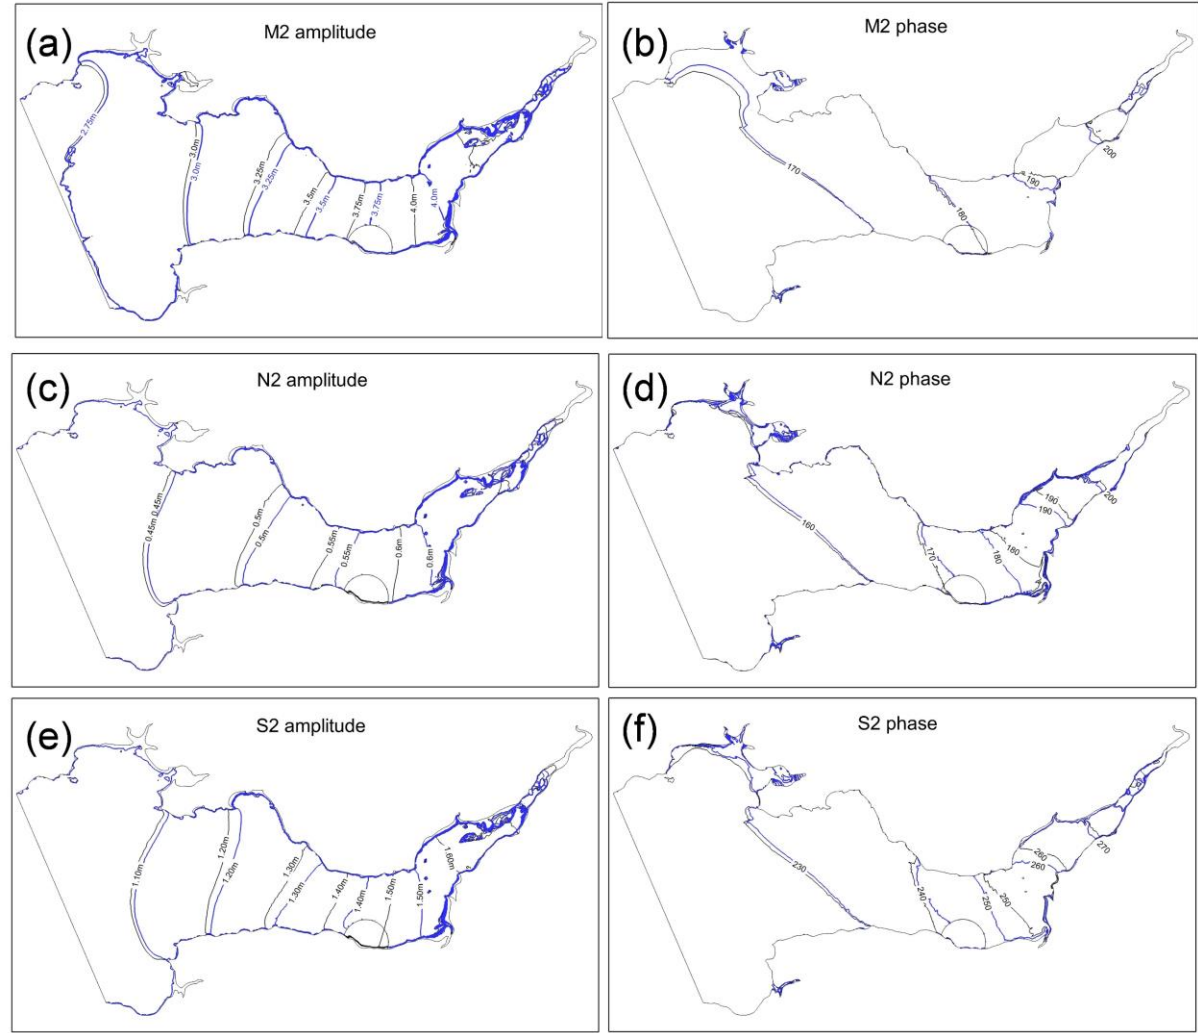 (a)
M2 amplitude
2.75m
3.0m
3.0m
3.25m
3.25m
3.5m
3.5m
3.75m
3.75m
4.0m
4.0m
(b)
M2 phase
170
180
190
200
(c)
N2 amplitude
0.45m
0.45m
0.5m
0.5m
0.55m
0.55m
0.6m
0.6m
(d)
N2 phase
160
170
180
180
190
190
200
(e)
S2 amplitude
1.10m
1.20m
1.20m
1.30m
1.30m
1.40m
1.40m
1.50m
1.50m
1.60m
(f)
S2 phase
230
240
250
250
260
260
270